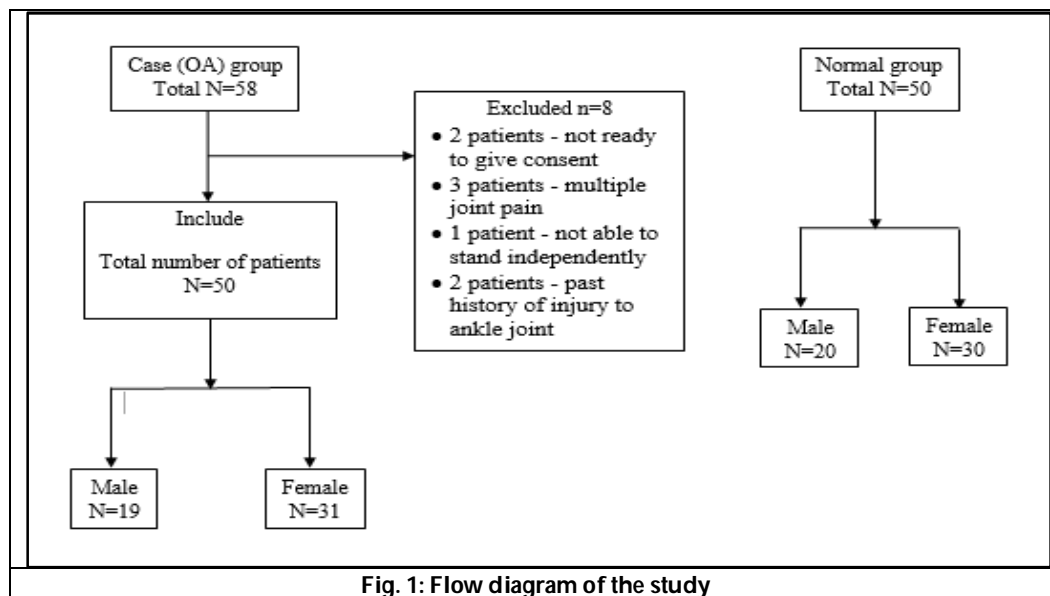 Case (OA) group
Total N=58
Normal group
Total N=50
Excluded n=8
• 2 patients - not ready
to give consent
• 3 patients - multiple
joint pain
• 1 patient - not able to
stand independently
• 2 patients - past
history of injury to
ankle joint
Include
Total number of patients
N=50
Male
N=20
Female
N=30
Male
N=19
Female
N=31
Fig. 1: Flow diagram of the study